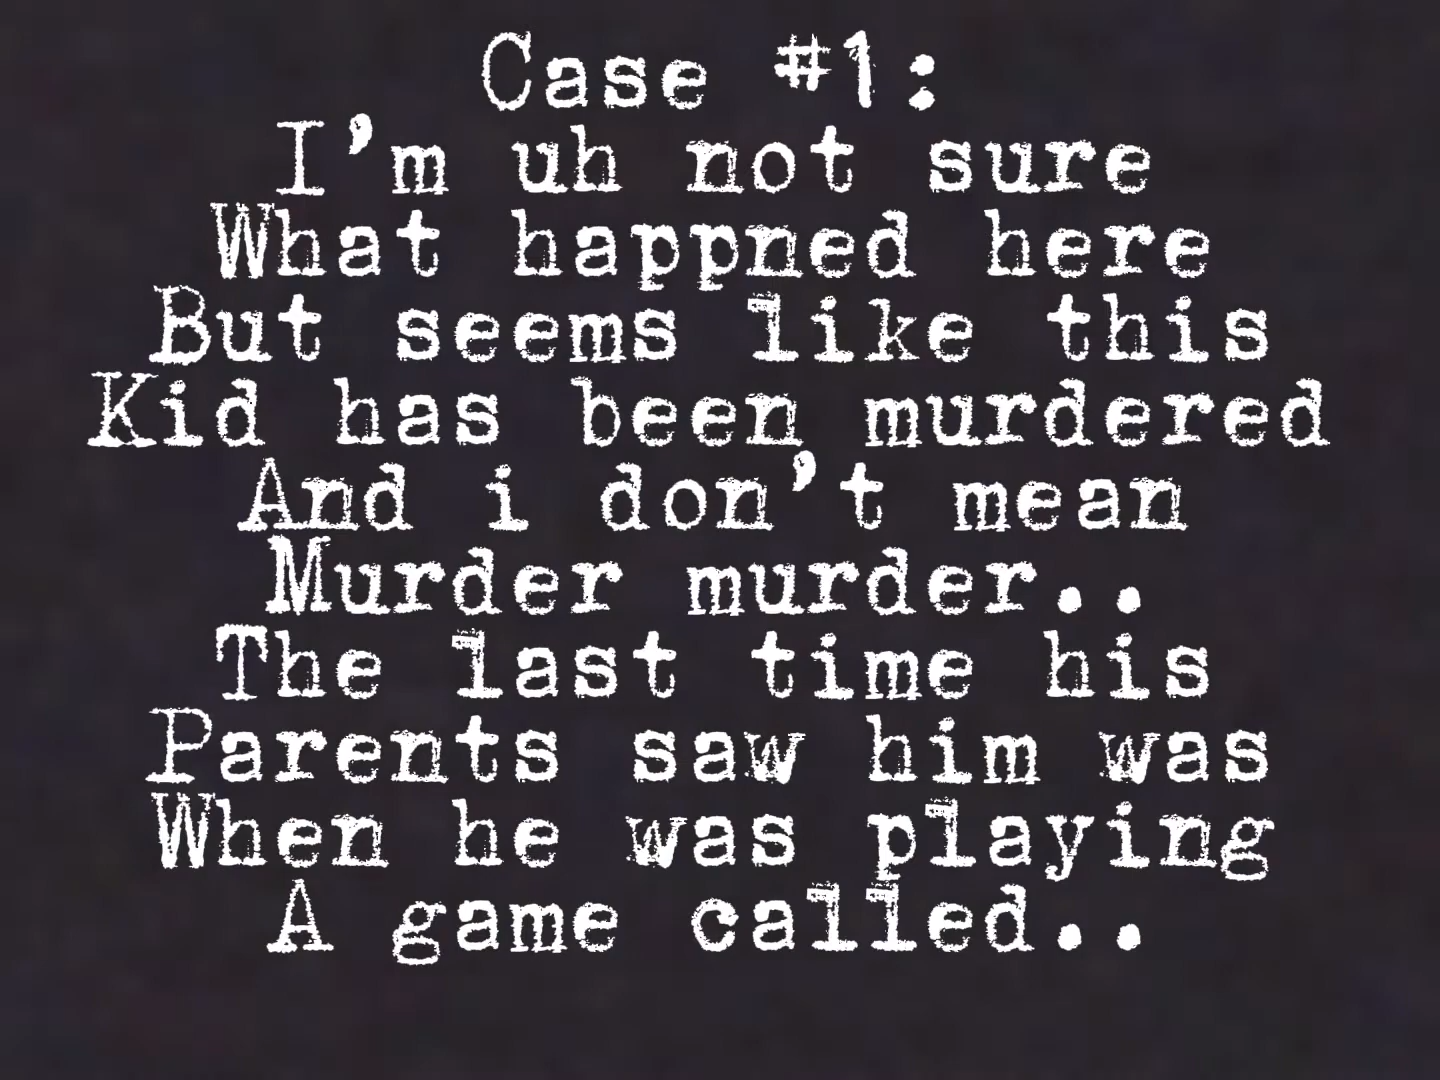 Case #1:
I'm uh not sure
What happned here
But seems like this
Kid has been murdered
And i don't mean
Murder murder..
The last time his
Parents saw him was
When he was playing
A game called..